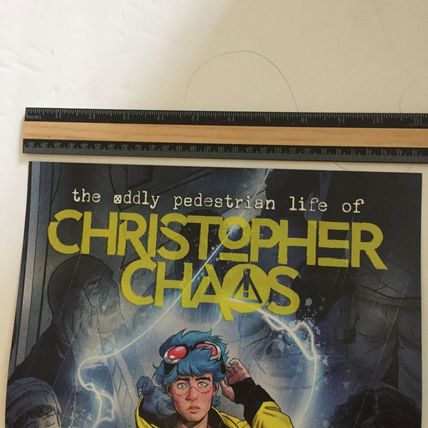 the oddly pedestrian life of
CHRISTOPHER
CHAOS